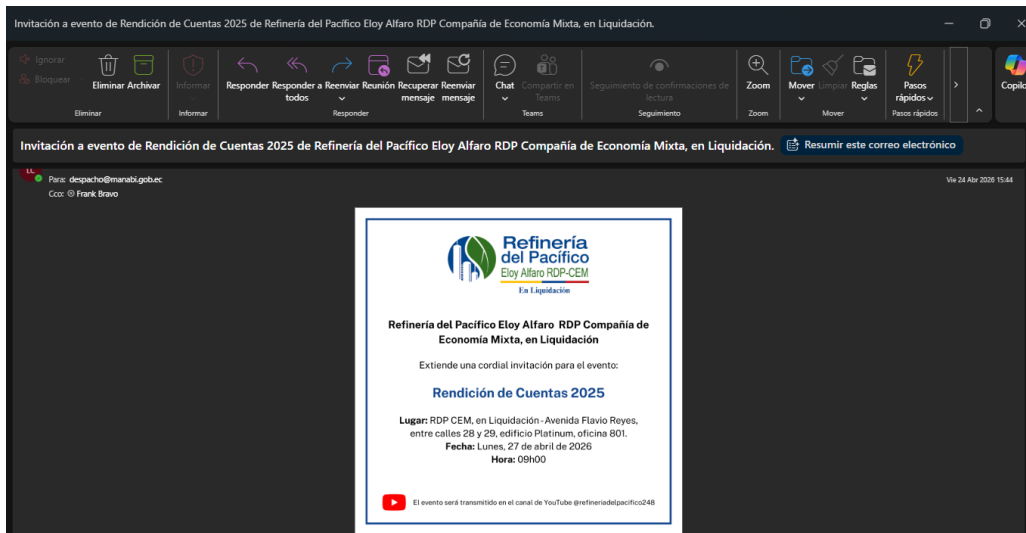 Invitación a evento de Rendición de Cuentas 2025 de Refinería del Pacífico Eloy Alfaro RDP Compañía de Economía Mixta, en Liquidación.
Ignorar
Bloquear
Eliminar Archivar
Eliminar
Informar
Informar
Responder Responder a todos Reenviar Reunión Recuperar mensaje Reenviar mensaje
Responder
Chat Compartir en Teams
Teams
Seguimiento de confirmaciones de lectura
Seguimiento
Zoom
Zoom
Mover Limpiar Reglas
Mover
Pasos rápidos
Pasos rápidos
Invitación a evento de Rendición de Cuentas 2025 de Refinería del Pacífico Eloy Alfaro RDP Compañía de Economía Mixta, en Liquidación.
Resumir este correo electrónico
Para: despacho@manabi.gob.ec
Cco: Frank Bravo
Vie 24 Abr 2026 15:44
Refinería
del Pacífico
Eloy Alfaro RDP-CEM
En Liquidación
Refinería del Pacífico Eloy Alfaro RDP Compañía de
Economía Mixta, en Liquidación
Extiende una cordial invitación para el evento:
Rendición de Cuentas 2025
Lugar: RDP CEM, en Liquidación - Avenida Flavio Reyes,
entre calles 28 y 29, edificio Platinum, oficina 801.
Fecha: Lunes, 27 de abril de 2026
Hora: 09h00
El evento será transmitido en el canal de YouTube @refineriadelpacifico248